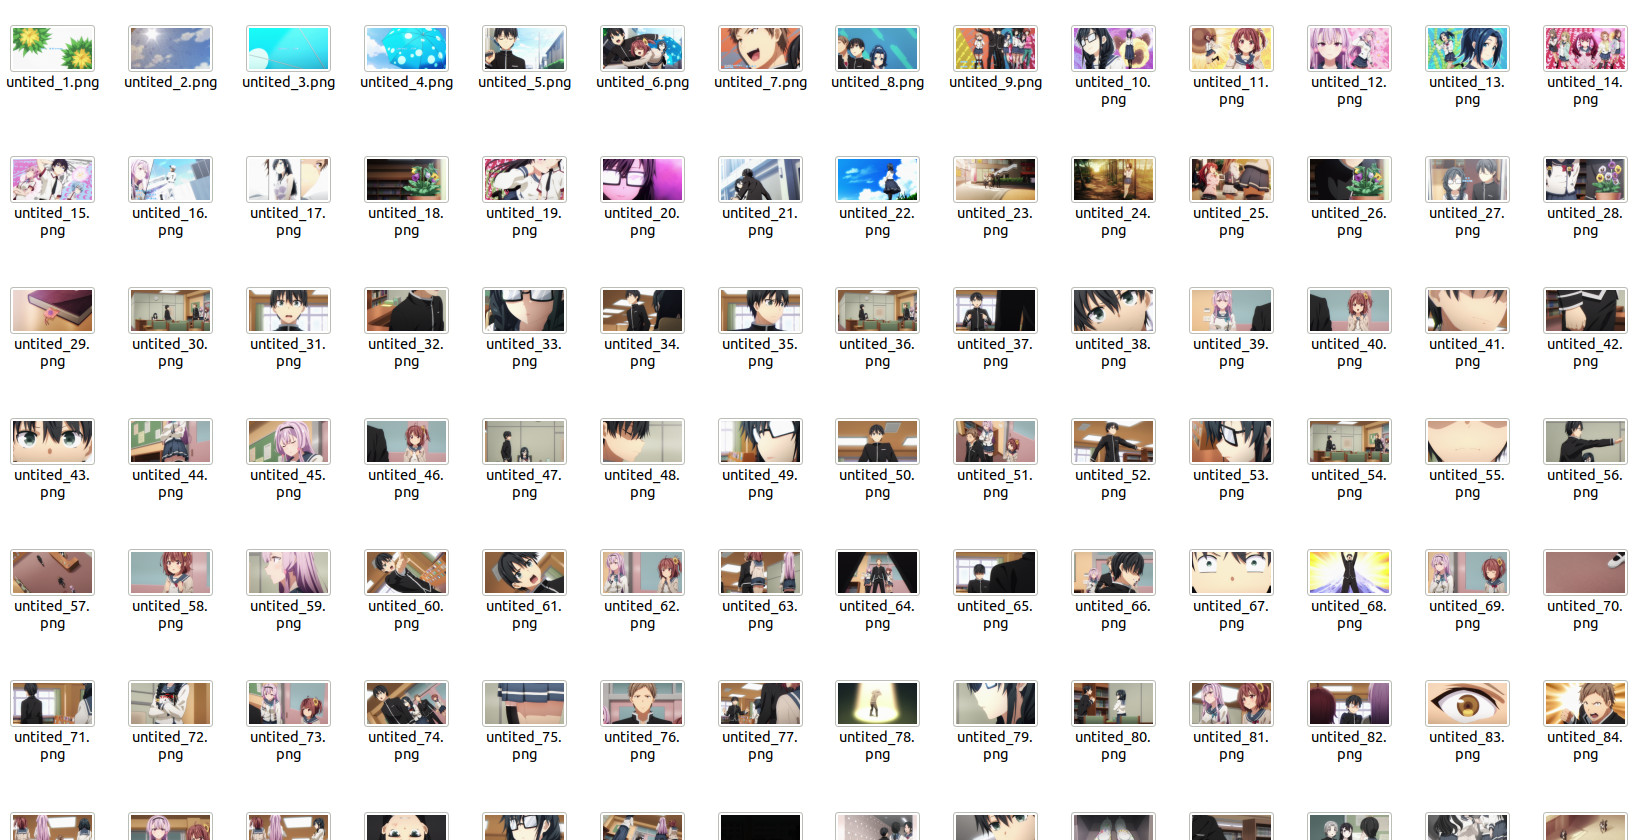 untited_1.png untited_2.png untited_3.png untited_4.png untited_5.png untited_6.png untited_7.png untited_8.png untited_9.png untited_10. untited_11. untited_12. untited_13. untited_14.
png png png png png
untited_15. untited_16. untited_17. untited_18. untited_19. untited_20. untited_21. untited_22. untited_23. untited_24. untited_25. untited_26. untited_27. untited_28.
png png png png png png png png png png png png png png
untited_29. untited_30. untited_31. untited_32. untited_33. untited_34. untited_35. untited_36. untited_37. untited_38. untited_39. untited_40. untited_41. untited_42.
png png png png png png png png png png png png png png
untited_43. untited_44. untited_45. untited_46. untited_47. untited_48. untited_49. untited_50. untited_51. untited_52. untited_53. untited_54. untited_55. untited_56.
png png png png png png png png png png png png png png
untited_57. untited_58. untited_59. untited_60. untited_61. untited_62. untited_63. untited_64. untited_65. untited_66. untited_67. untited_68. untited_69. untited_70.
png png png png png png png png png png png png png png
untited_71. untited_72. untited_73. untited_74. untited_75. untited_76. untited_77. untited_78. untited_79. untited_80. untited_81. untited_82. untited_83. untited_84.
png png png png png png png png png png png png png png